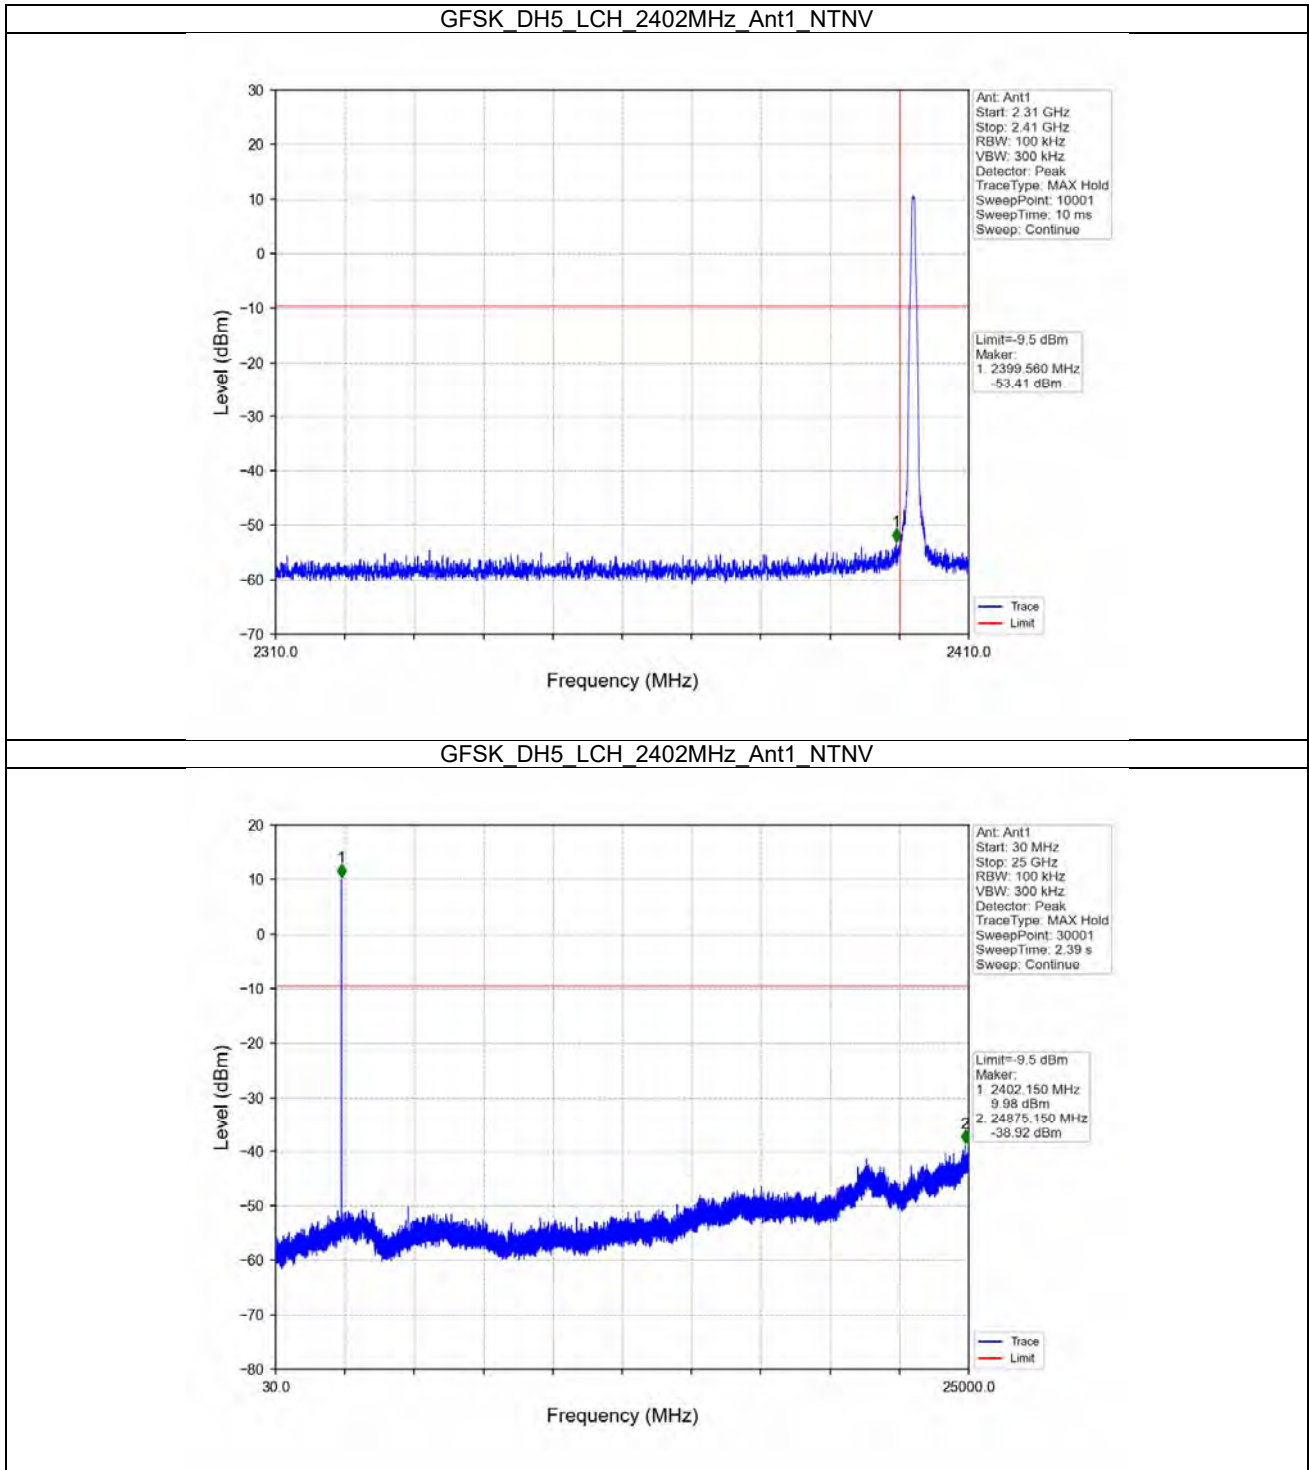 GFSK_DH5_LCH_2402MHz_Ant1_NTNV
30
20
10
0
−10
−20
−30
−40
−50
−60
−70
Level (dBm)
2310.0
2410.0
Frequency (MHz)
1
Ant: Ant1
Start: 2.31 GHz
Stop: 2.41 GHz
RBW: 100 kHz
VBW: 300 kHz
Detector: Peak
TraceType: MAX Hold
SweepPoint: 10001
SweepTime: 10 ms
Sweep: Continue
Limit=-9.5 dBm
Maker:
1. 2399.560 MHz
-53.41 dBm
Trace
Limit
GFSK_DH5_LCH_2402MHz_Ant1_NTNV
20
10
0
−10
−20
−30
−40
−50
−60
−70
−80
Level (dBm)
30.0
25000.0
Frequency (MHz)
1
2
Ant: Ant1
Start: 30 MHz
Stop: 25 GHz
RBW: 100 kHz
VBW: 300 kHz
Detector: Peak
TraceType: MAX Hold
SweepPoint: 30001
SweepTime: 2.39 s
Sweep: Continue
Limit=-9.5 dBm
Maker:
1. 2402.150 MHz
9.98 dBm
2. 24875.150 MHz
-38.92 dBm
Trace
Limit